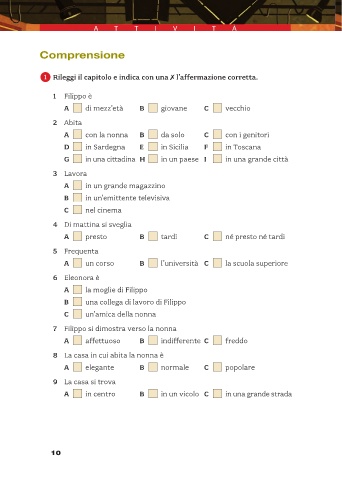 ATTIVITÀ
Comprensione
1 Rileggi il capitolo e indica con una ✗ l'affermazione corretta.
1 Filippo è
A di mezz'età B giovane C vecchio
2 Abita
A con la nonna B da solo C con i genitori
D in Sardegna E in Sicilia F in Toscana
G in una cittadina H in un paese I in una grande città
3 Lavora
A in un grande magazzino
B in un'emittente televisiva
C nel cinema
4 Di mattina si sveglia
A presto B tardi C né presto né tardi
5 Frequenta
A un corso B l'università C la scuola superiore
6 Eleonora è
A la moglie di Filippo
B una collega di lavoro di Filippo
C un'amica della nonna
7 Filippo si dimostra verso la nonna
A affettuoso B indifferente C freddo
8 La casa in cui abita la nonna è
A elegante B normale C popolare
9 La casa si trova
A in centro B in un vicolo C in una grande strada
10